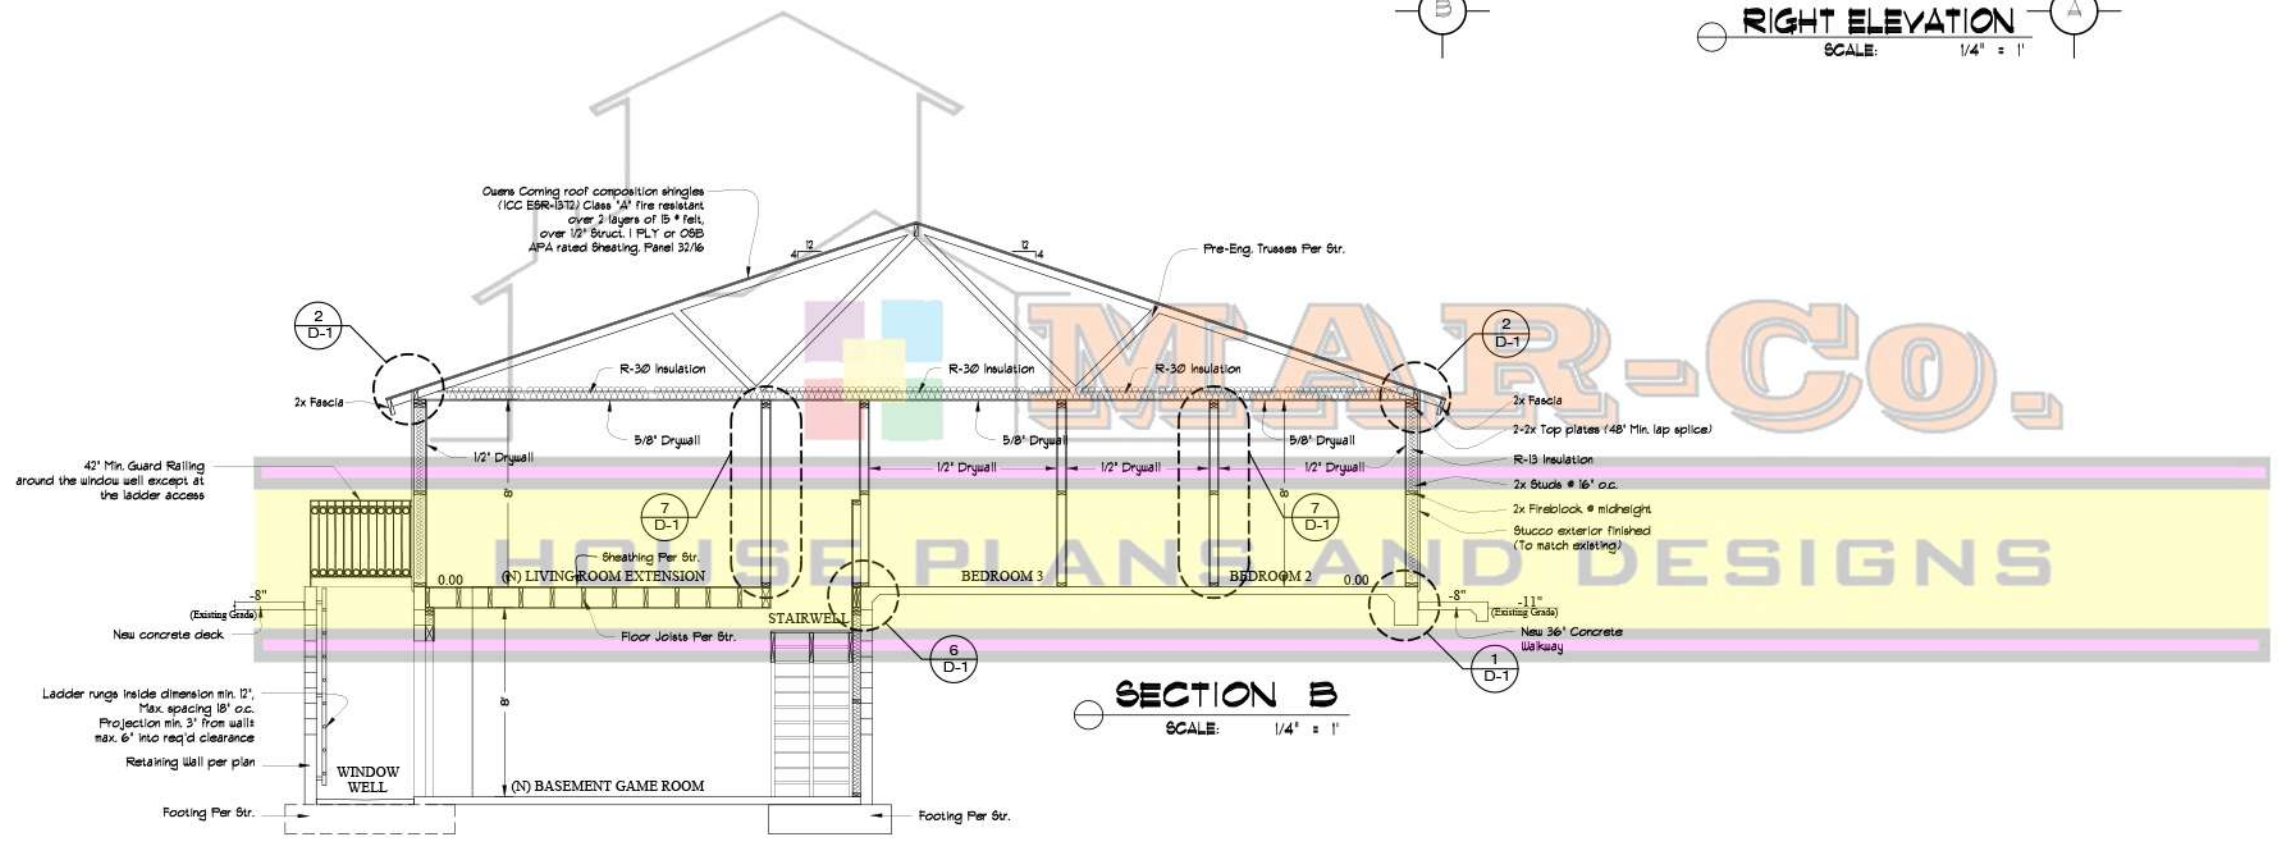 B
RIGHT ELEVATION
A
SCALE: 1/4" = 1'
Owens Corning roof composition shingles
(ICC ESR-1372) Class "A" fire resistant
over 2 layers of 15 # felt,
over 1/2" Struct. 1 PLY or OSB
APA rated Sheating, Panel 32/16
12
4
12
4
Pre-Eng. Trusses Per Str.
2
D-1
2
D-1
MAR-Co.
R-30 Insulation
R-30 Insulation
R-30 Insulation
2x Fascia
2x Fascia
2-2x Top plates (48" Min. lap splice)
5/8" Drywall
5/8" Drywall
5/8" Drywall
1/2" Drywall
1/2" Drywall
1/2" Drywall
1/2" Drywall
R-13 Insulation
42" Min. Guard Railing
around the window well except at
the ladder access
2x Studs @ 16" o.c.
8'
8'
7
D-1
7
D-1
2x Fireblock @ midheight
Stucco exterior finished
(To match existing)
HOUSE PLANS AND DESIGNS
Sheathing Per Str.
0.00
(N) LIVING ROOM EXTENSION
BEDROOM 3
BEDROOM 2
0.00
-8"
(Existing Grade)
-8"
-11"
(Existing Grade)
New concrete deck
Floor Joists Per Str.
STAIRWELL
New 36" Concrete
Walkway
6
D-1
1
D-1
Ladder rungs inside dimension min. 12",
Max. spacing 18" o.c.
Projection min. 3" from wall&
max. 6" into req'd clearance
8'
SECTION B
SCALE: 1/4" = 1'
Retaining Wall per plan
WINDOW
WELL
(N) BASEMENT GAME ROOM
Footing Per Str.
Footing Per Str.